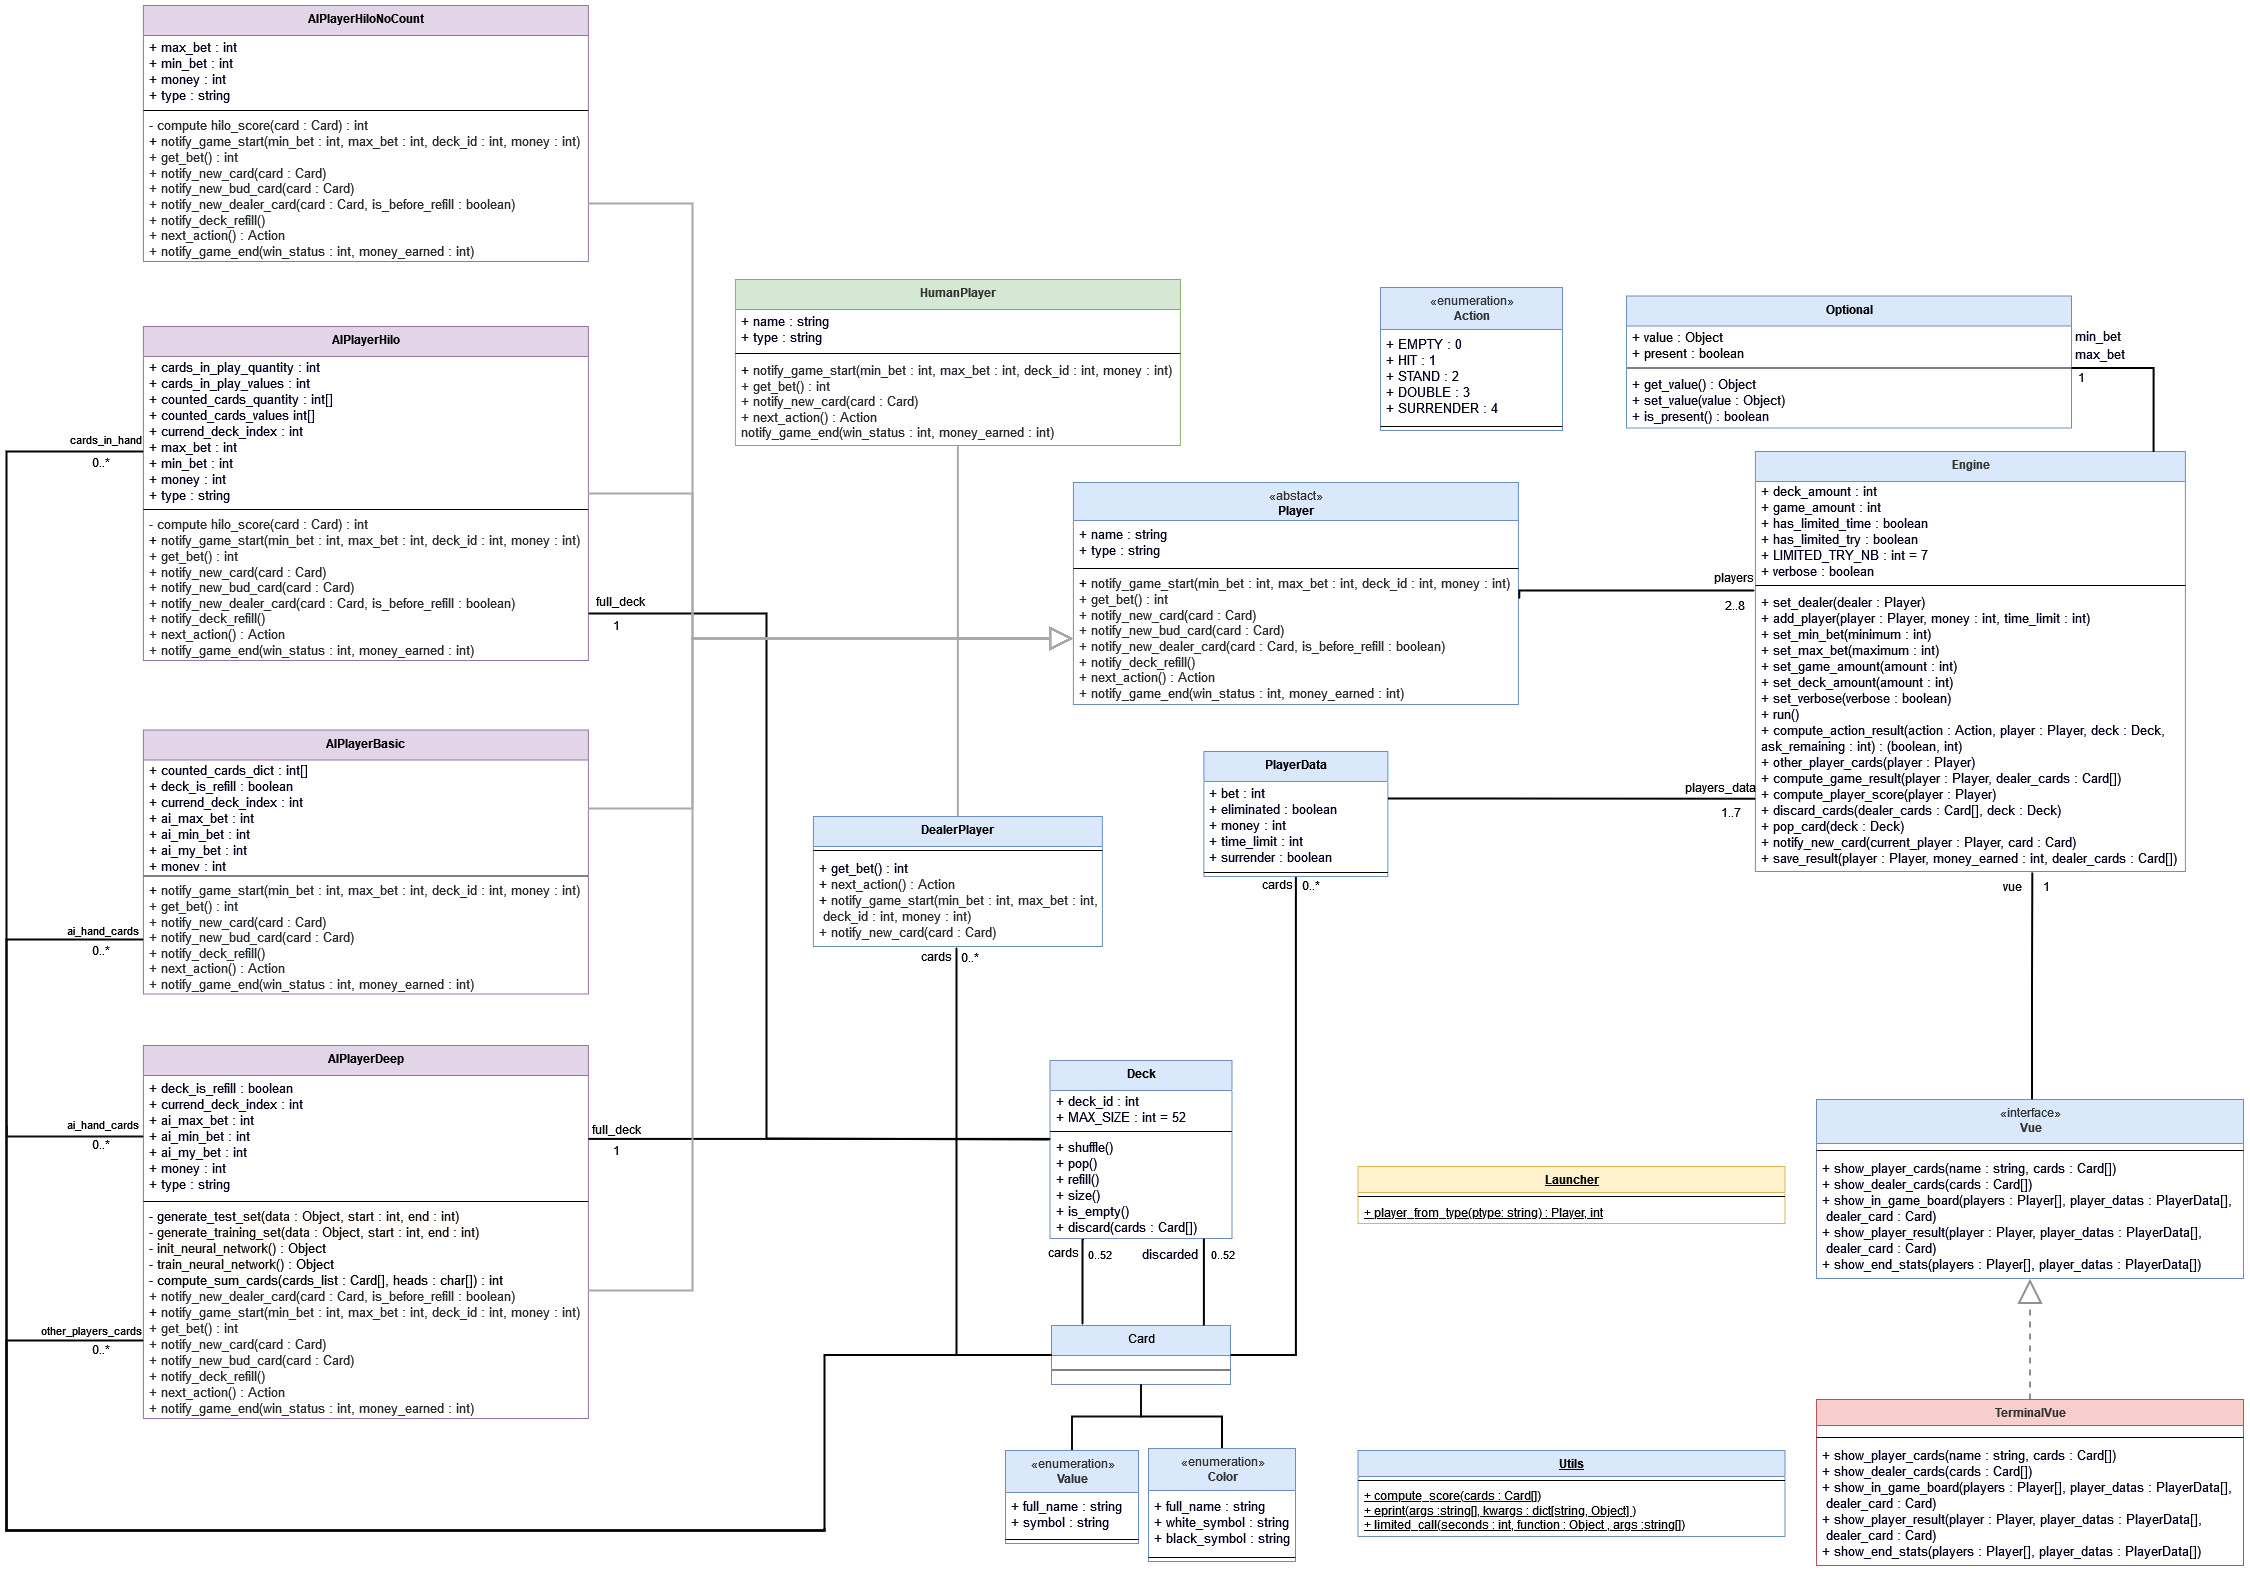 AIPlayerHiloNoCount
+ max_bet : int
+ min_bet : int
+ money : int
+ type : string
- compute hilo_score(card : Card) : int
+ notify_game_start(min_bet : int, max_bet : int, deck_id : int, money : int)
+ get_bet() : int
+ notify_new_card(card : Card)
+ notify_new_bud_card(card : Card)
+ notify_new_dealer_card(card : Card, is_before_refill : boolean)
+ notify_deck_refill()
+ next_action() : Action
+ notify_game_end(win_status : int, money_earned : int)
AIPlayerHilo
+ cards_in_play_quantity : int
+ cards_in_play_values : int
+ counted_cards_quantity : int[]
+ counted_cards_values int[]
+ currend_deck_index : int
+ max_bet : int
+ min_bet : int
+ money : int
+ type : string
- compute hilo_score(card : Card) : int
+ notify_game_start(min_bet : int, max_bet : int, deck_id : int, money : int)
+ get_bet() : int
+ notify_new_card(card : Card)
+ notify_new_bud_card(card : Card)
+ notify_new_dealer_card(card : Card, is_before_refill : boolean)
+ notify_deck_refill()
+ next_action() : Action
+ notify_game_end(win_status : int, money_earned : int)
cards_in_hand
0..*
full_deck
1
AIPlayerBasic
+ counted_cards_dict : int[]
+ deck_is_refill : boolean
+ currend_deck_index : int
+ ai_max_bet : int
+ ai_min_bet : int
+ ai_my_bet : int
+ money : int
+ notify_game_start(min_bet : int, max_bet : int, deck_id : int, money : int)
+ get_bet() : int
+ notify_new_card(card : Card)
+ notify_new_bud_card(card : Card)
+ notify_deck_refill()
+ next_action() : Action
+ notify_game_end(win_status : int, money_earned : int)
ai_hand_cards
0..*
AIPlayerDeep
+ deck_is_refill : boolean
+ currend_deck_index : int
+ ai_max_bet : int
+ ai_min_bet : int
+ ai_my_bet : int
+ money : int
+ type : string
- generate_test_set(data : Object, start : int, end : int)
- generate_training_set(data : Object, start : int, end : int)
- init_neural_network() : Object
- train_neural_network() : Object
- compute_sum_cards(cards_list : Card[], heads : char[]) : int
+ notify_new_dealer_card(card : Card, is_before_refill : boolean)
+ notify_game_start(min_bet : int, max_bet : int, deck_id : int, money : int)
+ get_bet() : int
+ notify_new_card(card : Card)
+ notify_new_bud_card(card : Card)
+ notify_deck_refill()
+ next_action() : Action
+ notify_game_end(win_status : int, money_earned : int)
ai_hand_cards
0..*
other_players_cards
0..*
full_deck
1
HumanPlayer
+ name : string
+ type : string
+ notify_game_start(min_bet : int, max_bet : int, deck_id : int, money : int)
+ get_bet() : int
+ notify_new_card(card : Card)
+ next_action() : Action
notify_game_end(win_status : int, money_earned : int)
«abstact»
Player
+ name : string
+ type : string
+ notify_game_start(min_bet : int, max_bet : int, deck_id : int, money : int)
+ get_bet() : int
+ notify_new_card(card : Card)
+ notify_new_bud_card(card : Card)
+ notify_new_dealer_card(card : Card, is_before_refill : boolean)
+ notify_deck_refill()
+ next_action() : Action
+ notify_game_end(win_status : int, money_earned : int)
DealerPlayer
+ get_bet() : int
+ next_action() : Action
+ notify_game_start(min_bet : int, max_bet : int,
deck_id : int, money : int)
+ notify_new_card(card : Card)
cards
0..*
PlayerData
+ bet : int
+ eliminated : boolean
+ money : int
+ time_limit : int
+ surrender : boolean
cards
0..*
Deck
+ deck_id : int
+ MAX_SIZE : int = 52
+ shuffle()
+ pop()
+ refill()
+ size()
+ is_empty()
+ discard(cards : Card[])
cards
0..52
discarded
0..52
Card
«enumeration»
Value
+ full_name : string
+ symbol : string
«enumeration»
Color
+ full_name : string
+ white_symbol : string
+ black_symbol : string
«enumeration»
Action
+ EMPTY : 0
+ HIT : 1
+ STAND : 2
+ DOUBLE : 3
+ SURRENDER : 4
Optional
+ value : Object
+ present : boolean
+ get_value() : Object
+ set_value(value : Object)
+ is_present() : boolean
min_bet
max_bet
1
Engine
+ deck_amount : int
+ game_amount : int
+ has_limited_time : boolean
+ has_limited_try : boolean
+ LIMITED_TRY_NB : int = 7
+ verbose : boolean
+ set_dealer(dealer : Player)
+ add_player(player : Player, money : int, time_limit : int)
+ set_min_bet(minimum : int)
+ set_max_bet(maximum : int)
+ set_game_amount(amount : int)
+ set_deck_amount(amount : int)
+ set_verbose(verbose : boolean)
+ run()
+ compute_action_result(action : Action, player : Player, deck : Deck,
ask_remaining : int) : (boolean, int)
+ other_player_cards(player : Player)
+ compute_game_result(player : Player, dealer_cards : Card[])
+ compute_player_score(player : Player)
+ discard_cards(dealer_cards : Card[], deck : Deck)
+ pop_card(deck : Deck)
+ notify_new_card(current_player : Player, card : Card)
+ save_result(player : Player, money_earned : int, dealer_cards : Card[])
players
2..8
players_data
1..7
vue
1
«interface»
Vue
+ show_player_cards(name : string, cards : Card[])
+ show_dealer_cards(cards : Card[])
+ show_in_game_board(players : Player[], player_datas : PlayerData[],
dealer_card : Card)
+ show_player_result(player : Player, player_datas : PlayerData[],
dealer_card : Card)
+ show_end_stats(players : Player[], player_datas : PlayerData[])
Launcher
+ player_from_type(ptype: string) : Player, int
Utils
+ compute_score(cards : Card[])
+ eprint(args :string[], kwargs : dict[string, Object] )
+ limited_call(seconds : int, function : Object , args :string[])
TerminalVue
+ show_player_cards(name : string, cards : Card[])
+ show_dealer_cards(cards : Card[])
+ show_in_game_board(players : Player[], player_datas : PlayerData[],
dealer_card : Card)
+ show_player_result(player : Player, player_datas : PlayerData[],
dealer_card : Card)
+ show_end_stats(players : Player[], player_datas : PlayerData[])